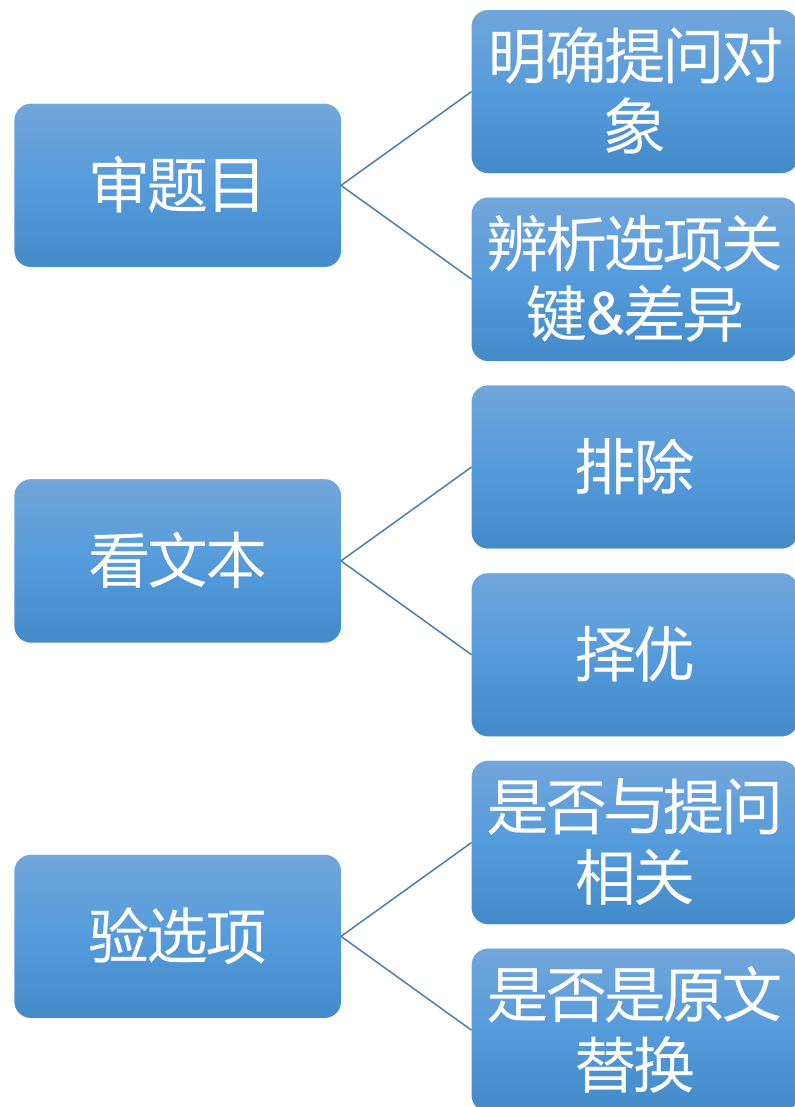 审题目
明确提问对
象
辨析选项关
键&差异
看文本
排除
择优
验选项
是否与提问
相关
是否是原文
替换